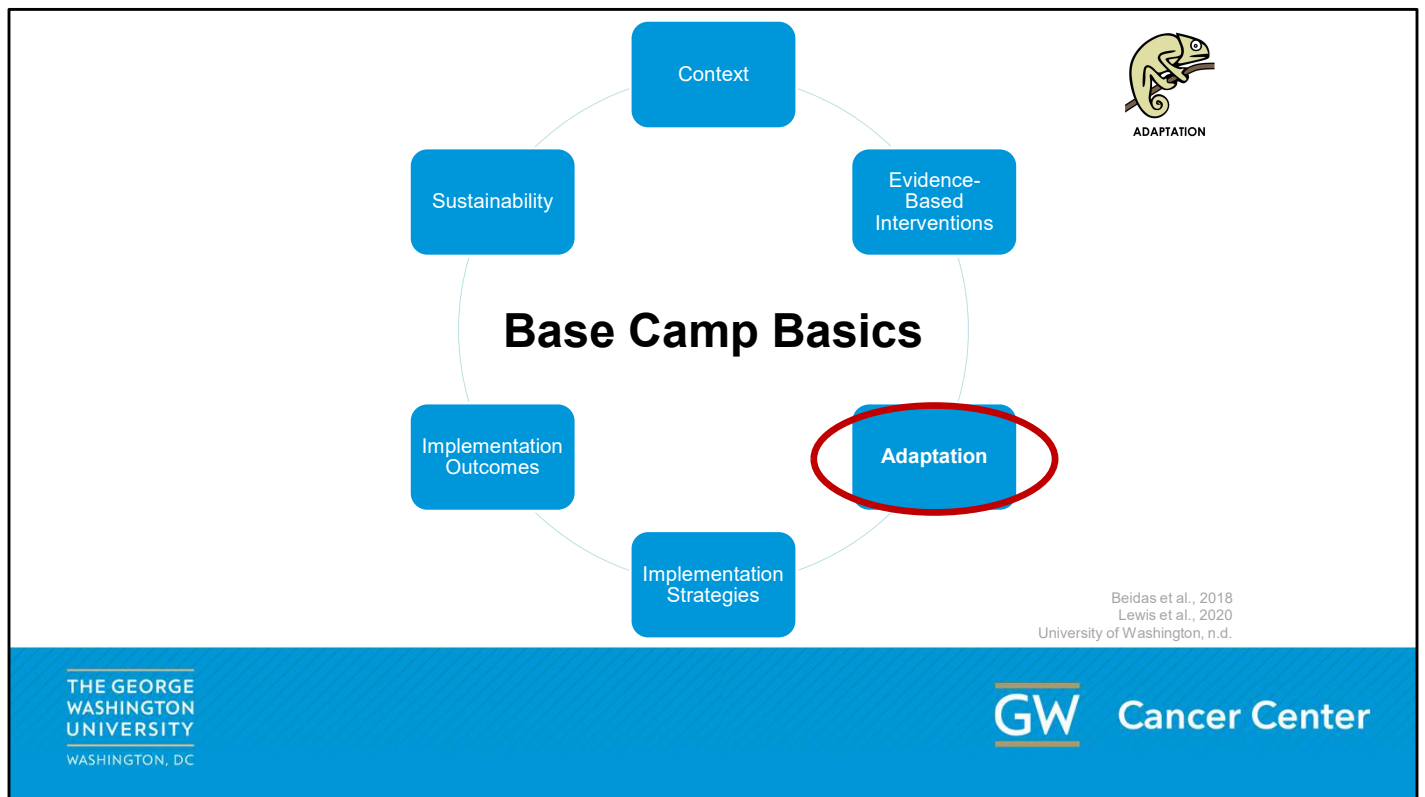 Context
ADAPTATION
Evidence-
Based
Interventions
Sustainability
Base Camp Basics
Adaptation
Implementation
Outcomes
Implementation
Strategies
Beidas et al., 2018
Lewis et al., 2020
University of Washington, n.d.
THE GEORGE
WASHINGTON
UNIVERSITY
WASHINGTON, DC
GW Cancer Center